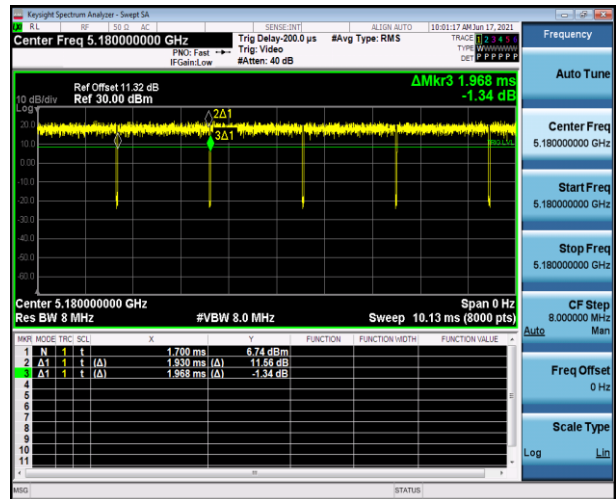 Keysight Spectrum Analyzer - Swept SA
RL RF 50 Ω AC SENSE:INT ALIGN AUTO 10:01:17 AM Jun 17, 2021
Center Freq 5.180000000 GHz
PNO: Fast
IFGain:Low
Trig Delay-200.0 µs
Trig: Video
#Atten: 40 dB
#Avg Type: RMS
TRACE 1 2 3 4 5 6
TYPE WWWWWW
DET P P P P P P
Frequency
Auto Tune
Center Freq
5.180000000 GHz
Start Freq
5.180000000 GHz
Stop Freq
5.180000000 GHz
CF Step
8.000000 MHz
Auto Man
Freq Offset
0 Hz
Scale Type
Log Lin
Ref Offset 11.32 dB
10 dB/div Ref 30.00 dBm
ΔMkr3 1.968 ms
-1.34 dB
Log
20.0
10.0
0.00
-10.0
-20.0
-30.0
-40.0
-50.0
-60.0
2Δ1
3Δ1
TRIG LVL
Center 5.180000000 GHz Span 0 Hz
Res BW 8 MHz #VBW 8.0 MHz Sweep 10.13 ms (8000 pts)
MKR MODE TRC SCL X Y FUNCTION FUNCTION WIDTH FUNCTION VALUE
1 N 1 t 1.700 ms 6.74 dBm
2 Δ1 1 t (Δ) 1.930 ms (Δ) 11.56 dB
3 Δ1 1 t (Δ) 1.968 ms (Δ) -1.34 dB
4
5
6
7
8
9
10
11
MSG STATUS